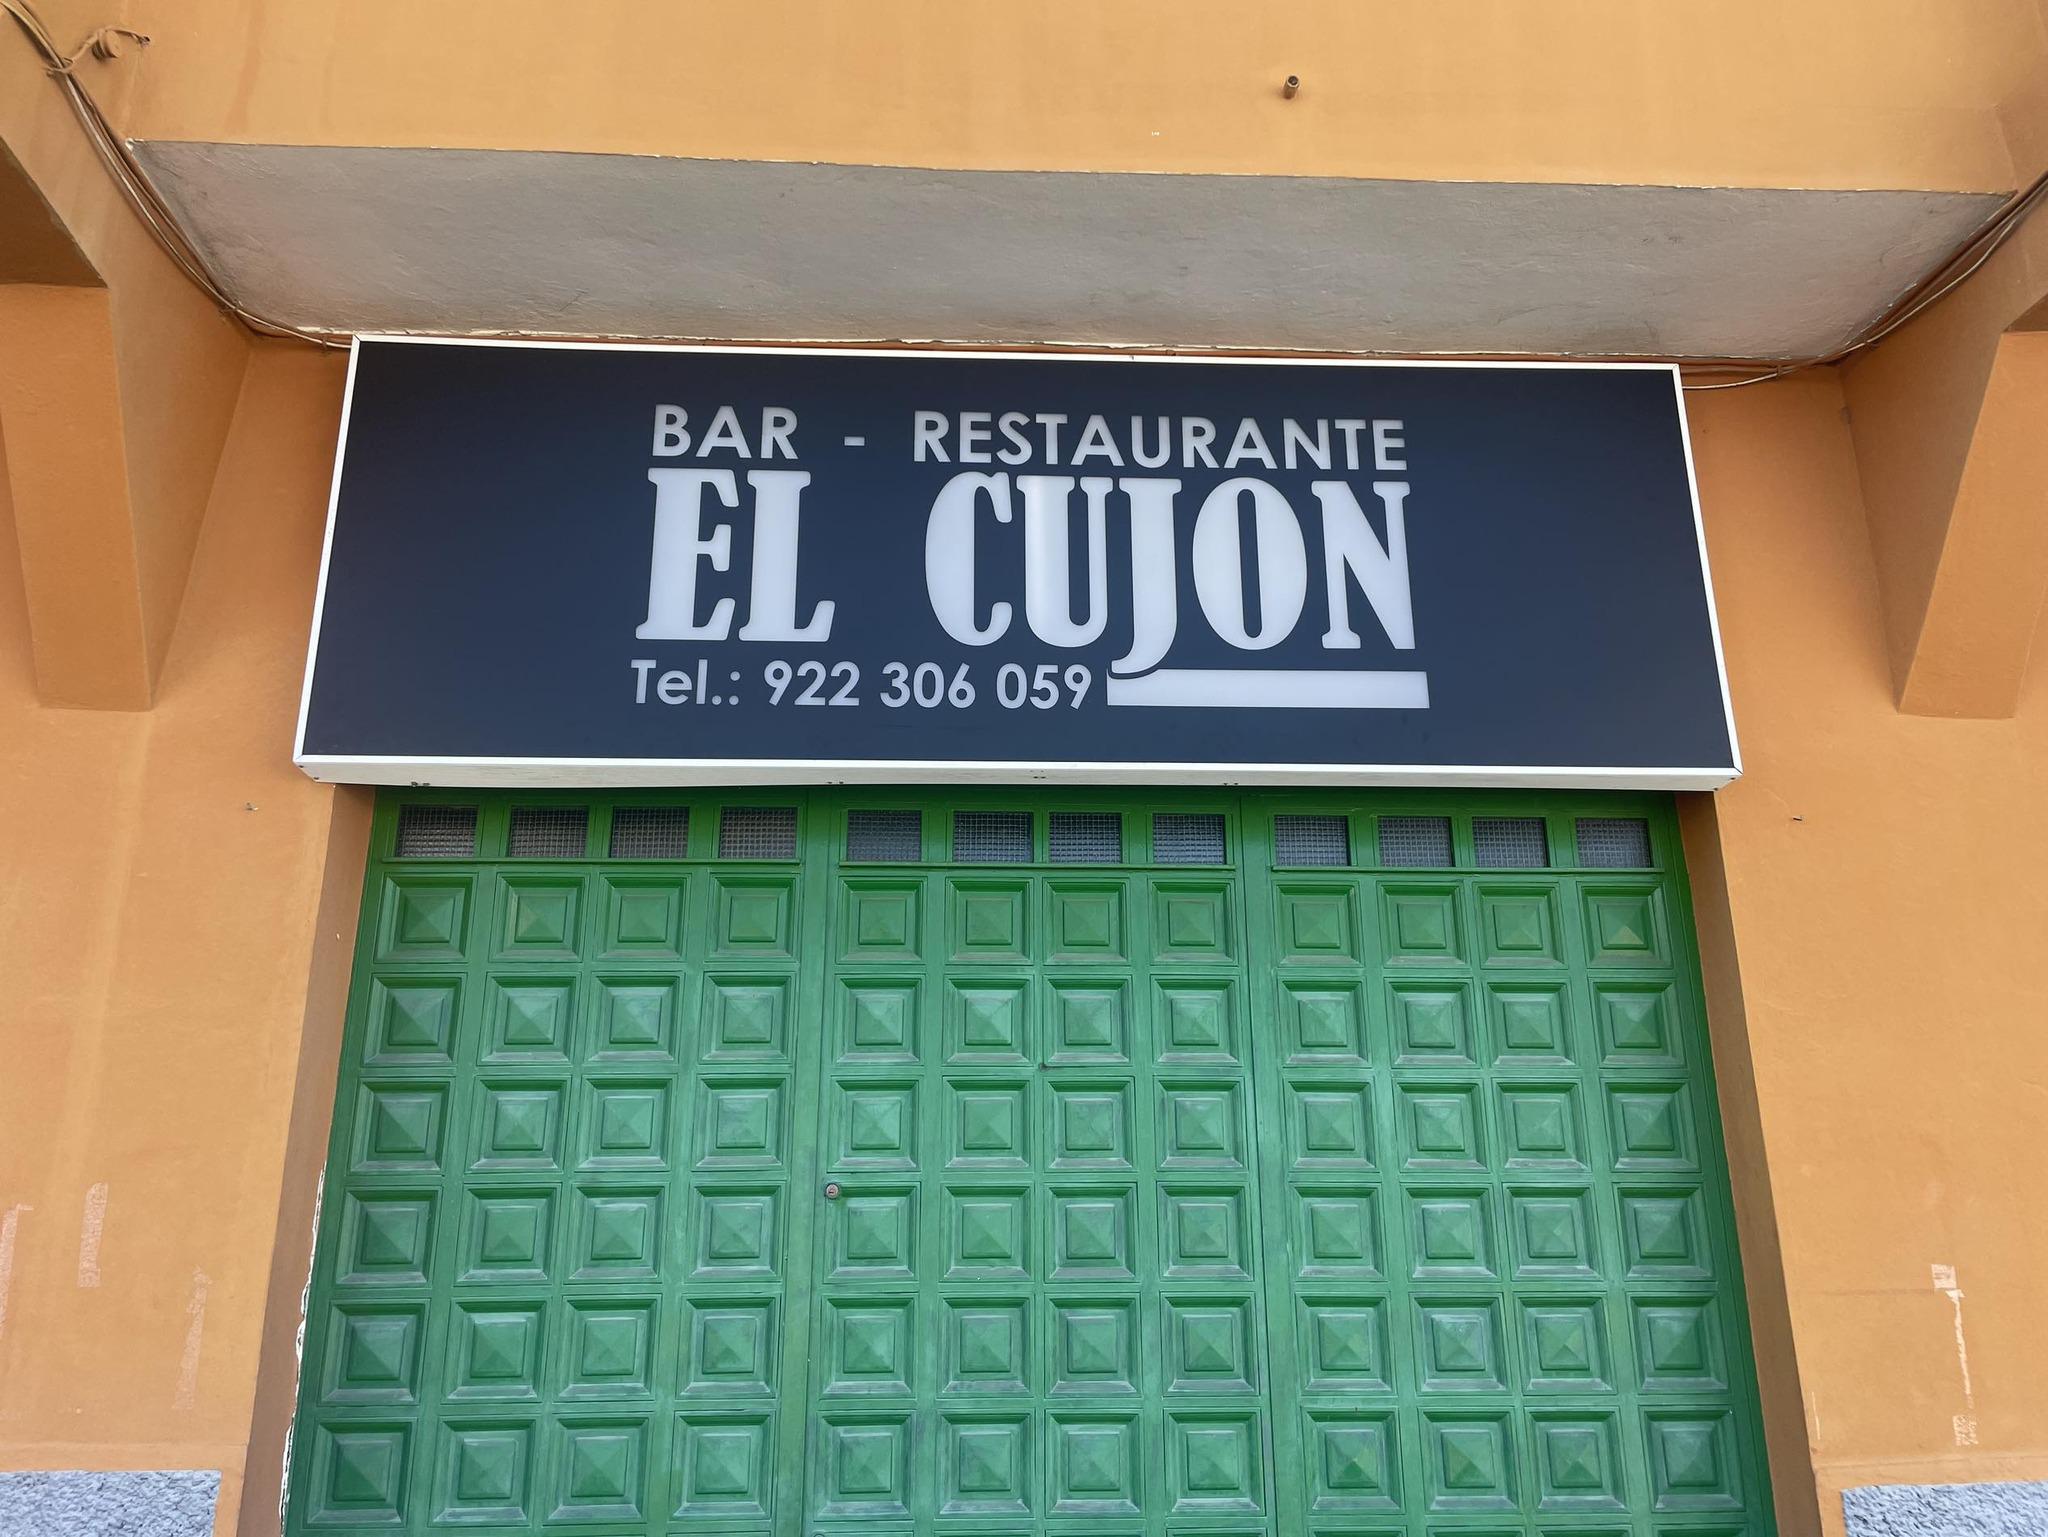 BAR - RESTAURANTE
EL CUJON
Tel.: 922 306 059